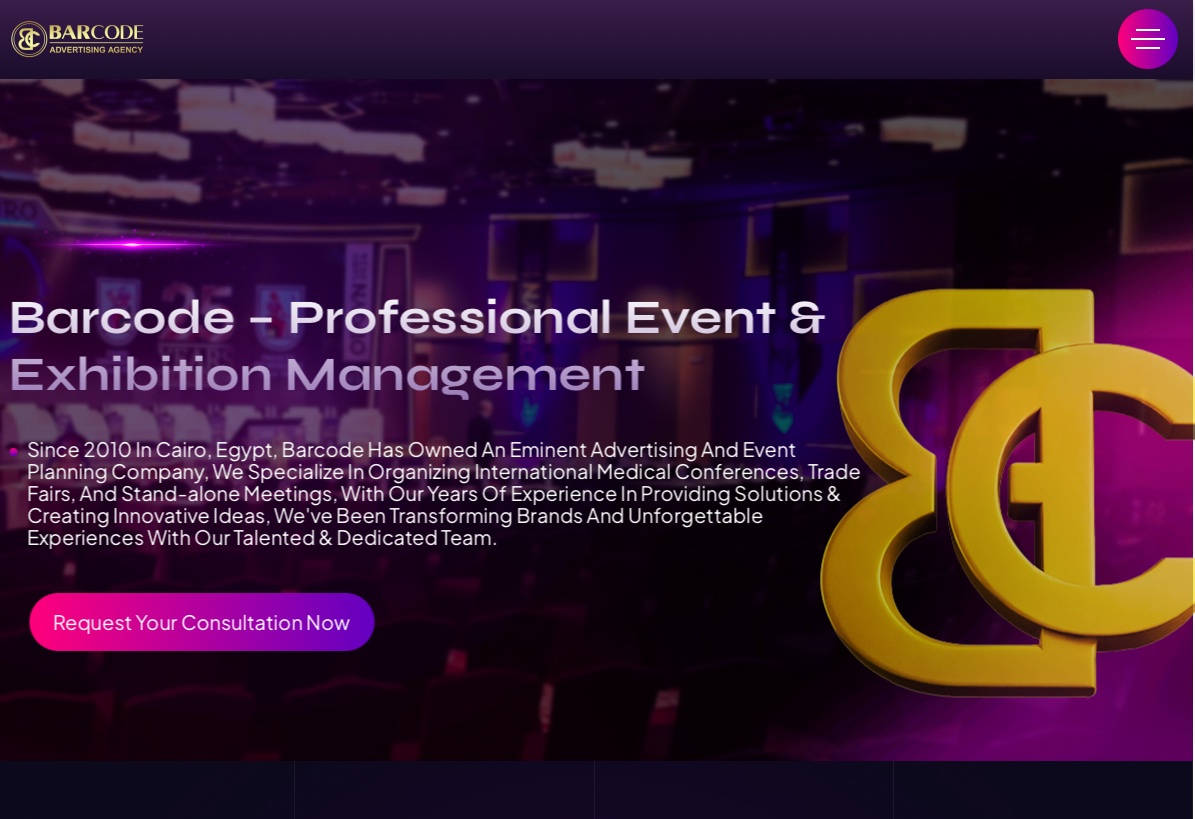 BARCODE
ADVERTISING AGENCY
Barcode – Professional Event &
Exhibition Management
Since 2010 In Cairo, Egypt, Barcode Has Owned An Eminent Advertising And Event
Planning Company, We Specialize In Organizing International Medical Conferences, Trade
Fairs, And Stand-alone Meetings, With Our Years Of Experience In Providing Solutions &
Creating Innovative Ideas, We've Been Transforming Brands And Unforgettable
Experiences With Our Talented & Dedicated Team.
Request Your Consultation Now